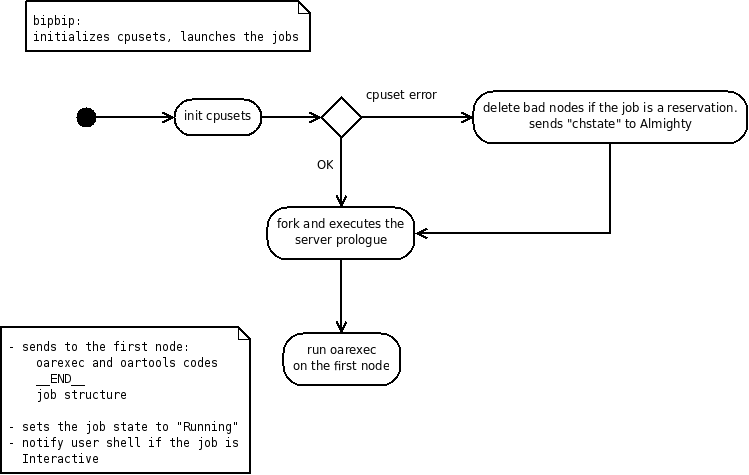 bipbip:
initializes cpusets, launches the jobs
cpuset error
init cpusets
delete bad nodes if the job is a reservation.
sends "chstate" to Almighty
OK
fork and executes the
server prologue
run oarexec
on the first node
- sends to the first node:
oarexec and oartools codes
__END__
job structure
- sets the job state to "Running"
- notify user shell if the job is
Interactive